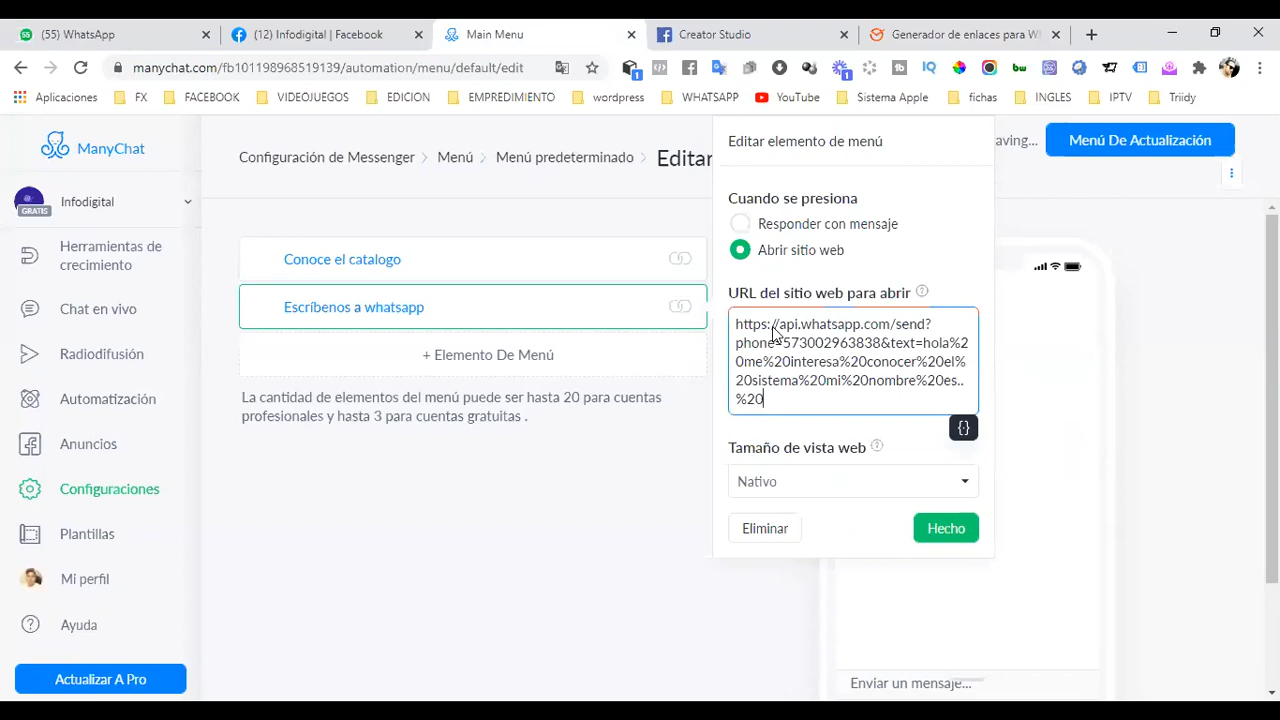 (55) WhatsApp
(12) Infodigital | Facebook
Main Menu
Creator Studio
Generador de enlaces para W
manychat.com/fb101198968519139/automation/menu/default/edit
Aplicaciones
FX
FACEBOOK
VIDEOJUEGOS
EDICION
EMPREDIMIENTO
wordpress
WHATSAPP
YouTube
Sistema Apple
fichas
INGLES
IPTV
Triidy
ManyChat
Configuración de Messenger
Menú
Menú predeterminado
Editar
aving...
Menú De Actualización
Infodigital
GRATIS
Herramientas de
crecimiento
Chat en vivo
Radiodifusión
Automatización
Anuncios
Configuraciones
Plantillas
Mi perfil
Ayuda
Actualizar A Pro
Conoce el catalogo
Escríbenos a whatsapp
+ Elemento De Menú
La cantidad de elementos del menú puede ser hasta 20 para cuentas
profesionales y hasta 3 para cuentas gratuitas .
Editar elemento de menú
Cuando se presiona
Responder con mensaje
Abrir sitio web
URL del sitio web para abrir
https://api.whatsapp.com/send?
phone=573002963838&text=hola%2
0me%20interesa%20conocer%20el%
20sistema%20mi%20nombre%20es..
%20
{}
Tamaño de vista web
Nativo
Eliminar
Hecho
Enviar un mensaje...